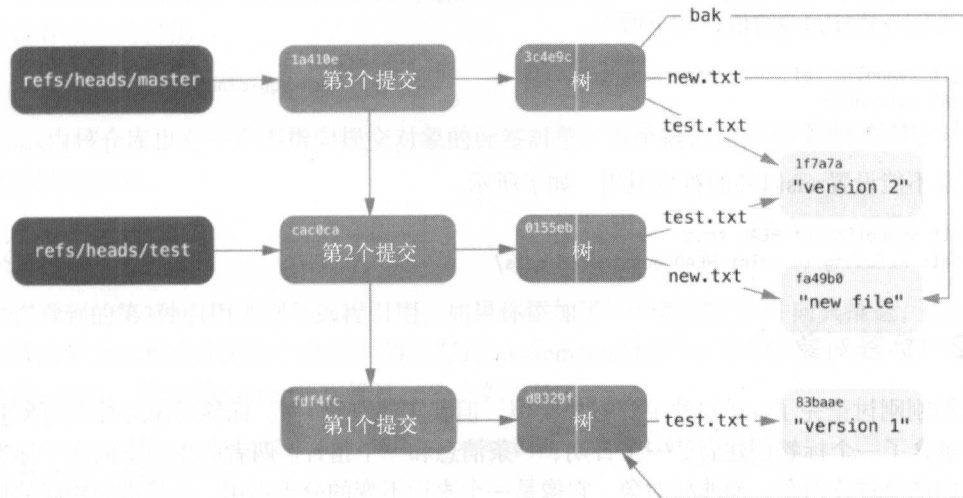 bak
1a410e
3c4e9c
refs/heads/master
第3个提交
树
new.txt
test.txt
1f7a7a
"version 2"
cac0ca
0155eb
test.txt
refs/heads/test
第2个提交
树
new.txt
fa49b0
"new file"
fdf4fc
d8329f
83baae
第1个提交
树
test.txt
"version 1"